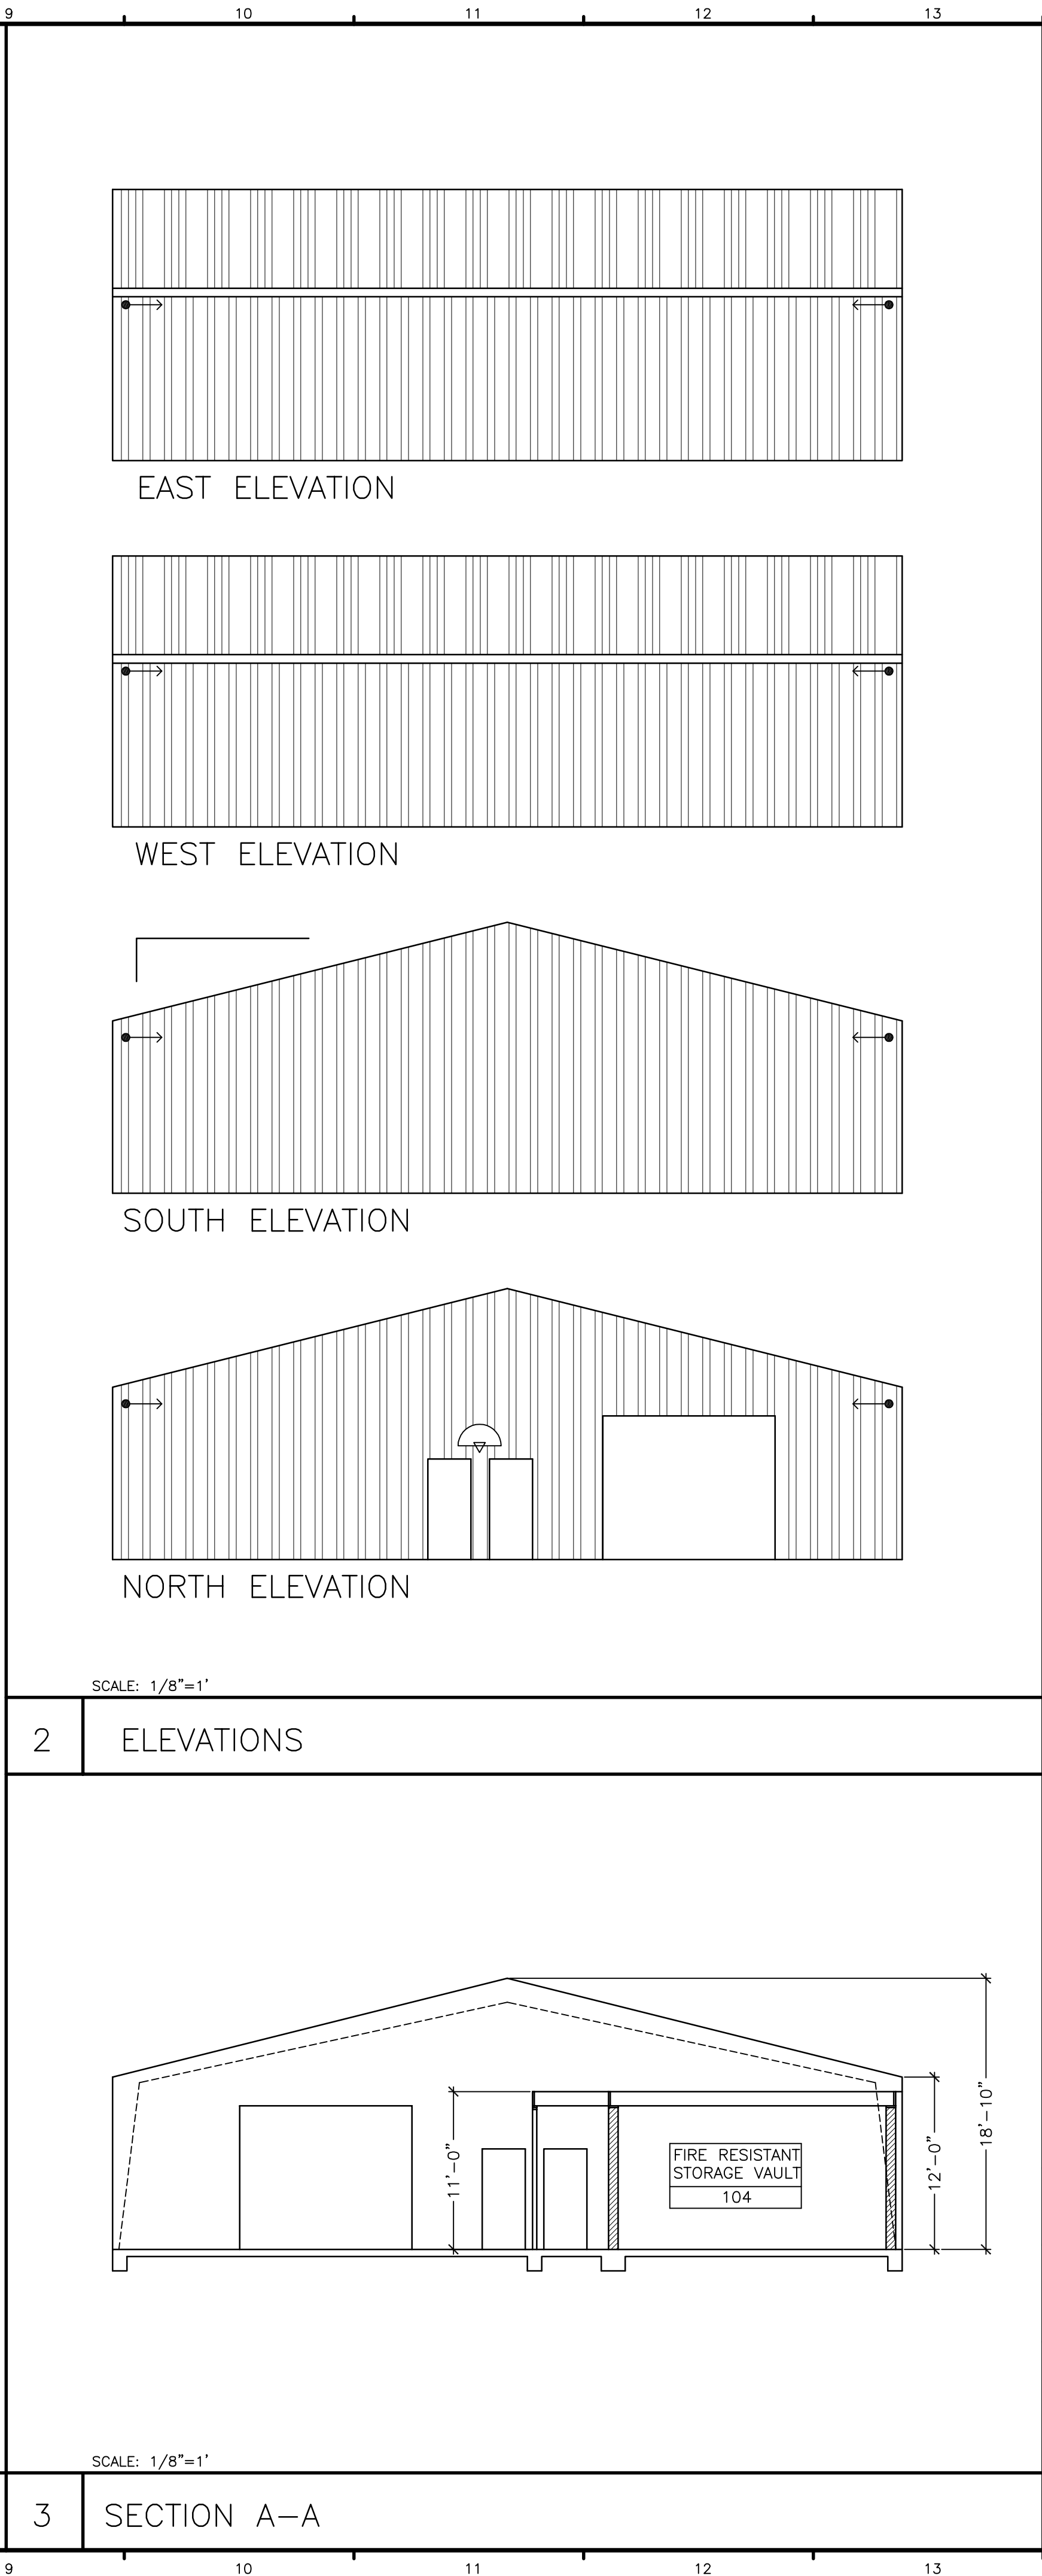 9 10 11 12 13
EAST ELEVATION
WEST ELEVATION
SOUTH ELEVATION
NORTH ELEVATION
SCALE: 1/8"=1'
2 ELEVATIONS
18'-10"
11'-0"
12'-0"
FIRE RESISTANT
STORAGE VAULT
104
SCALE: 1/8"=1'
3 SECTION A-A
9 10 11 12 13